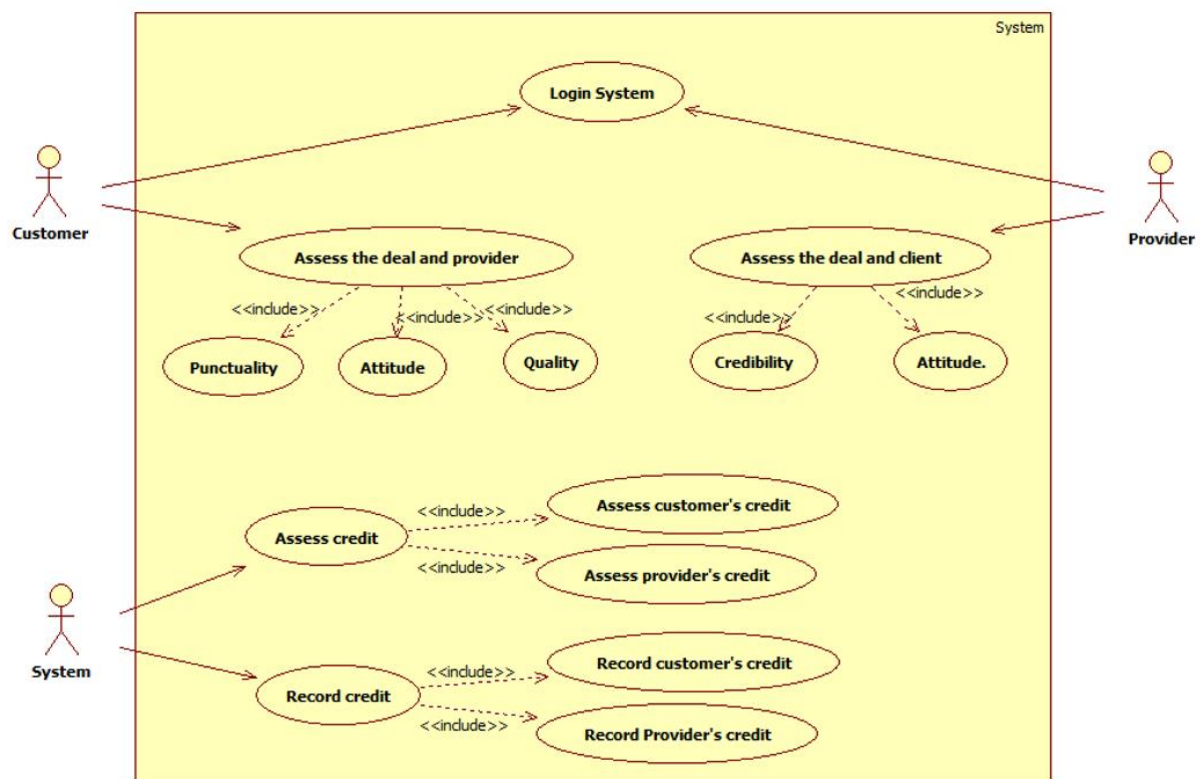 System
Login System
Customer
Provider
Assess the deal and provider
Assess the deal and client
<<include>>
<<include>>
<<include>>
<<include>>
<<include>>
Punctuality
Attitude
Quality
Credibility
Attitude.
Assess customer's credit
<<include>>
Assess credit
<<include>>
Assess provider's credit
System
Record customer's credit
<<include>>
Record credit
<<include>>
Record Provider's credit